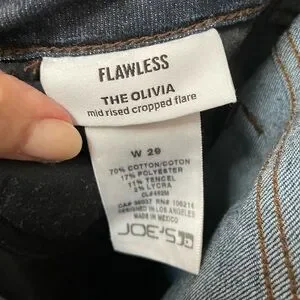 FLAWLESS
THE OLIVIA
mid rised cropped flare
W 29
70% COTTON/COTON
17% POLYESTER
11% TENCEL
2% LYCRA
DESIGNED IN LOS ANGELES
MADE IN MEXICO
JOE'S